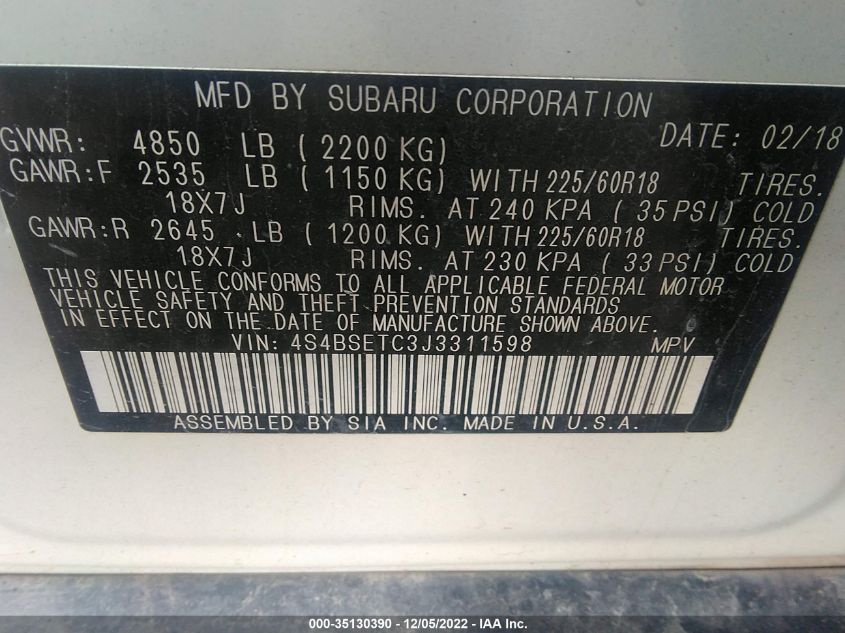 MFD BY SUBARU CORPORATION
GVWR: 4850 LB ( 2200 KG) DATE: 02/18
GAWR:F 2535 LB ( 1150 KG) WITH 225/60R18 TIRES.
18X7J RIMS. AT 240 KPA ( 35 PSI) COLD
GAWR:R 2645 LB ( 1200 KG) WITH 225/60R18 TIRES.
18X7J RIMS. AT 230 KPA ( 33 PSI) COLD
THIS VEHICLE CONFORMS TO ALL APPLICABLE FEDERAL MOTOR
VEHICLE SAFETY AND THEFT PREVENTION STANDARDS
IN EFFECT ON THE DATE OF MANUFACTURE SHOWN ABOVE.
VIN: 4S4BSETC3J3311598 MPV
ASSEMBLED BY SIA INC. MADE IN U.S.A.
000-35130390 - 12/05/2022 - IAA Inc.